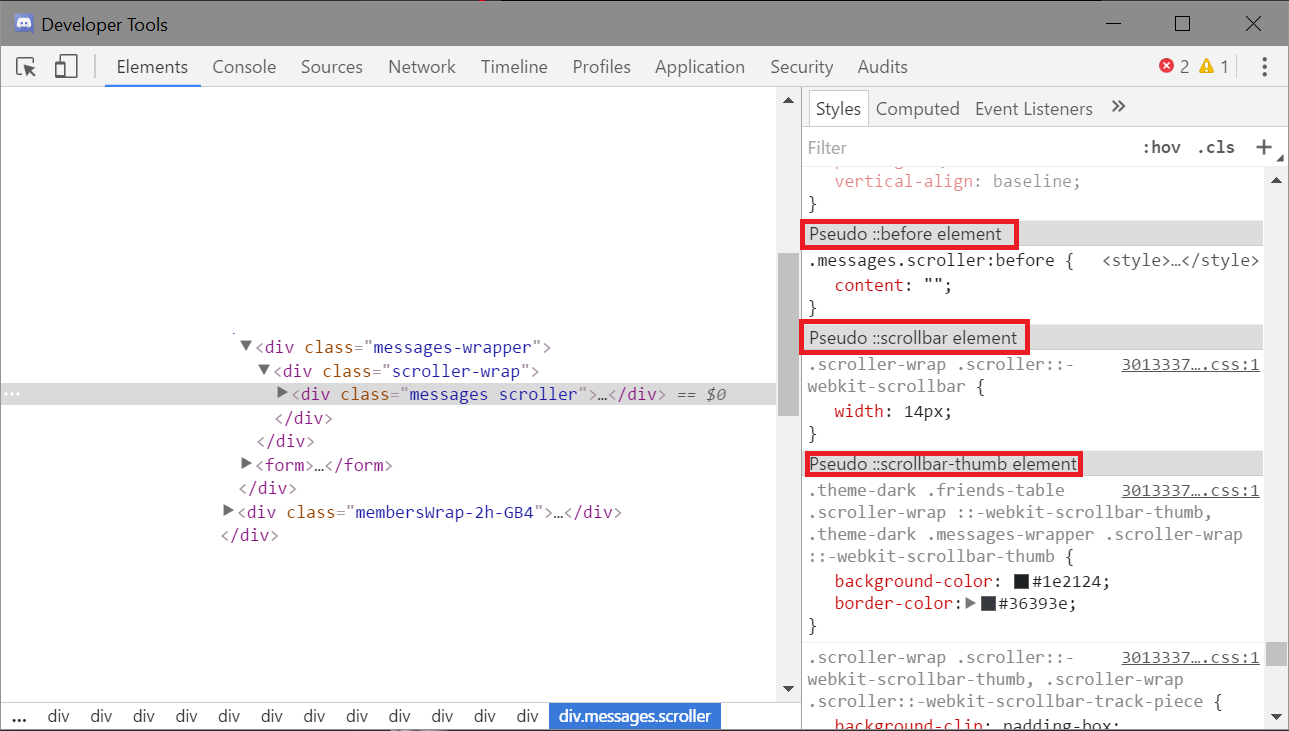 Developer Tools
Elements Console Sources Network Timeline Profiles Application Security Audits 2 1
<div class="messages-wrapper">
<div class="scroller-wrap">
<div class="messages scroller">…</div> == $0
</div>
</div>
<form>…</form>
</div>
<div class="membersWrap-2h-GB4">…</div>
</div>
... div div div div div div div div div div div div div.messages.scroller
Styles Computed Event Listeners »
Filter :hov .cls +
vertical-align: baseline;
}
Pseudo ::before element
.messages.scroller:before { <style>…</style>
content: "";
}
Pseudo ::scrollbar element
.scroller-wrap .scroller::- 3013337….css:1
webkit-scrollbar {
width: 14px;
}
Pseudo ::scrollbar-thumb element
.theme-dark .friends-table 3013337….css:1
.scroller-wrap ::-webkit-scrollbar-thumb,
.theme-dark .messages-wrapper .scroller-wrap
::-webkit-scrollbar-thumb {
background-color: #1e2124;
border-color: #36393e;
}
.scroller-wrap .scroller::- 3013337….css:1
webkit-scrollbar-thumb, .scroller-wrap
.scroller::-webkit-scrollbar-track-piece {
background-clip: padding-box;